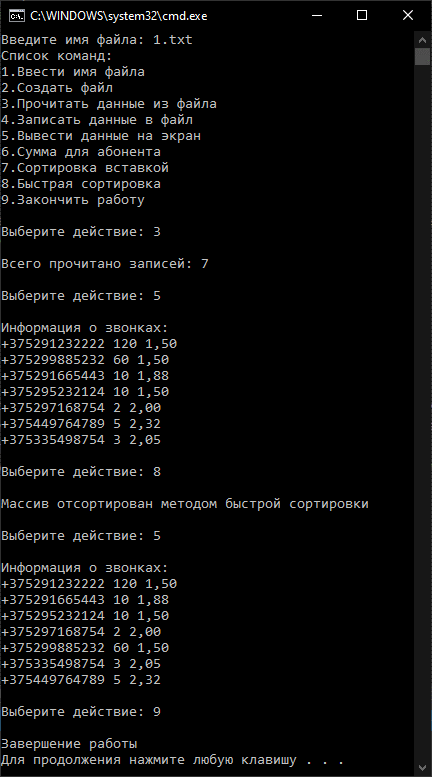 C:\WINDOWS\system32\cmd.exe
Введите имя файла: 1.txt
Список команд:
1.Ввести имя файла
2.Создать файл
3.Прочитать данные из файла
4.Записать данные в файл
5.Вывести данные на экран
6.Сумма для абонента
7.Сортировка вставкой
8.Быстрая сортировка
9.Закончить работу
Выберите действие: 3
Всего прочитано записей: 7
Выберите действие: 5
Информация о звонках:
+375291232222 120 1,50
+375299885232 60 1,50
+375291665443 10 1,88
+375295232124 10 1,50
+375297168754 2 2,00
+375449764789 5 2,32
+375335498754 3 2,05
Выберите действие: 8
Массив отсортирован методом быстрой сортировки
Выберите действие: 5
Информация о звонках:
+375291232222 120 1,50
+375291665443 10 1,88
+375295232124 10 1,50
+375297168754 2 2,00
+375299885232 60 1,50
+375335498754 3 2,05
+375449764789 5 2,32
Выберите действие: 9
Завершение работы
Для продолжения нажмите любую клавишу . . .